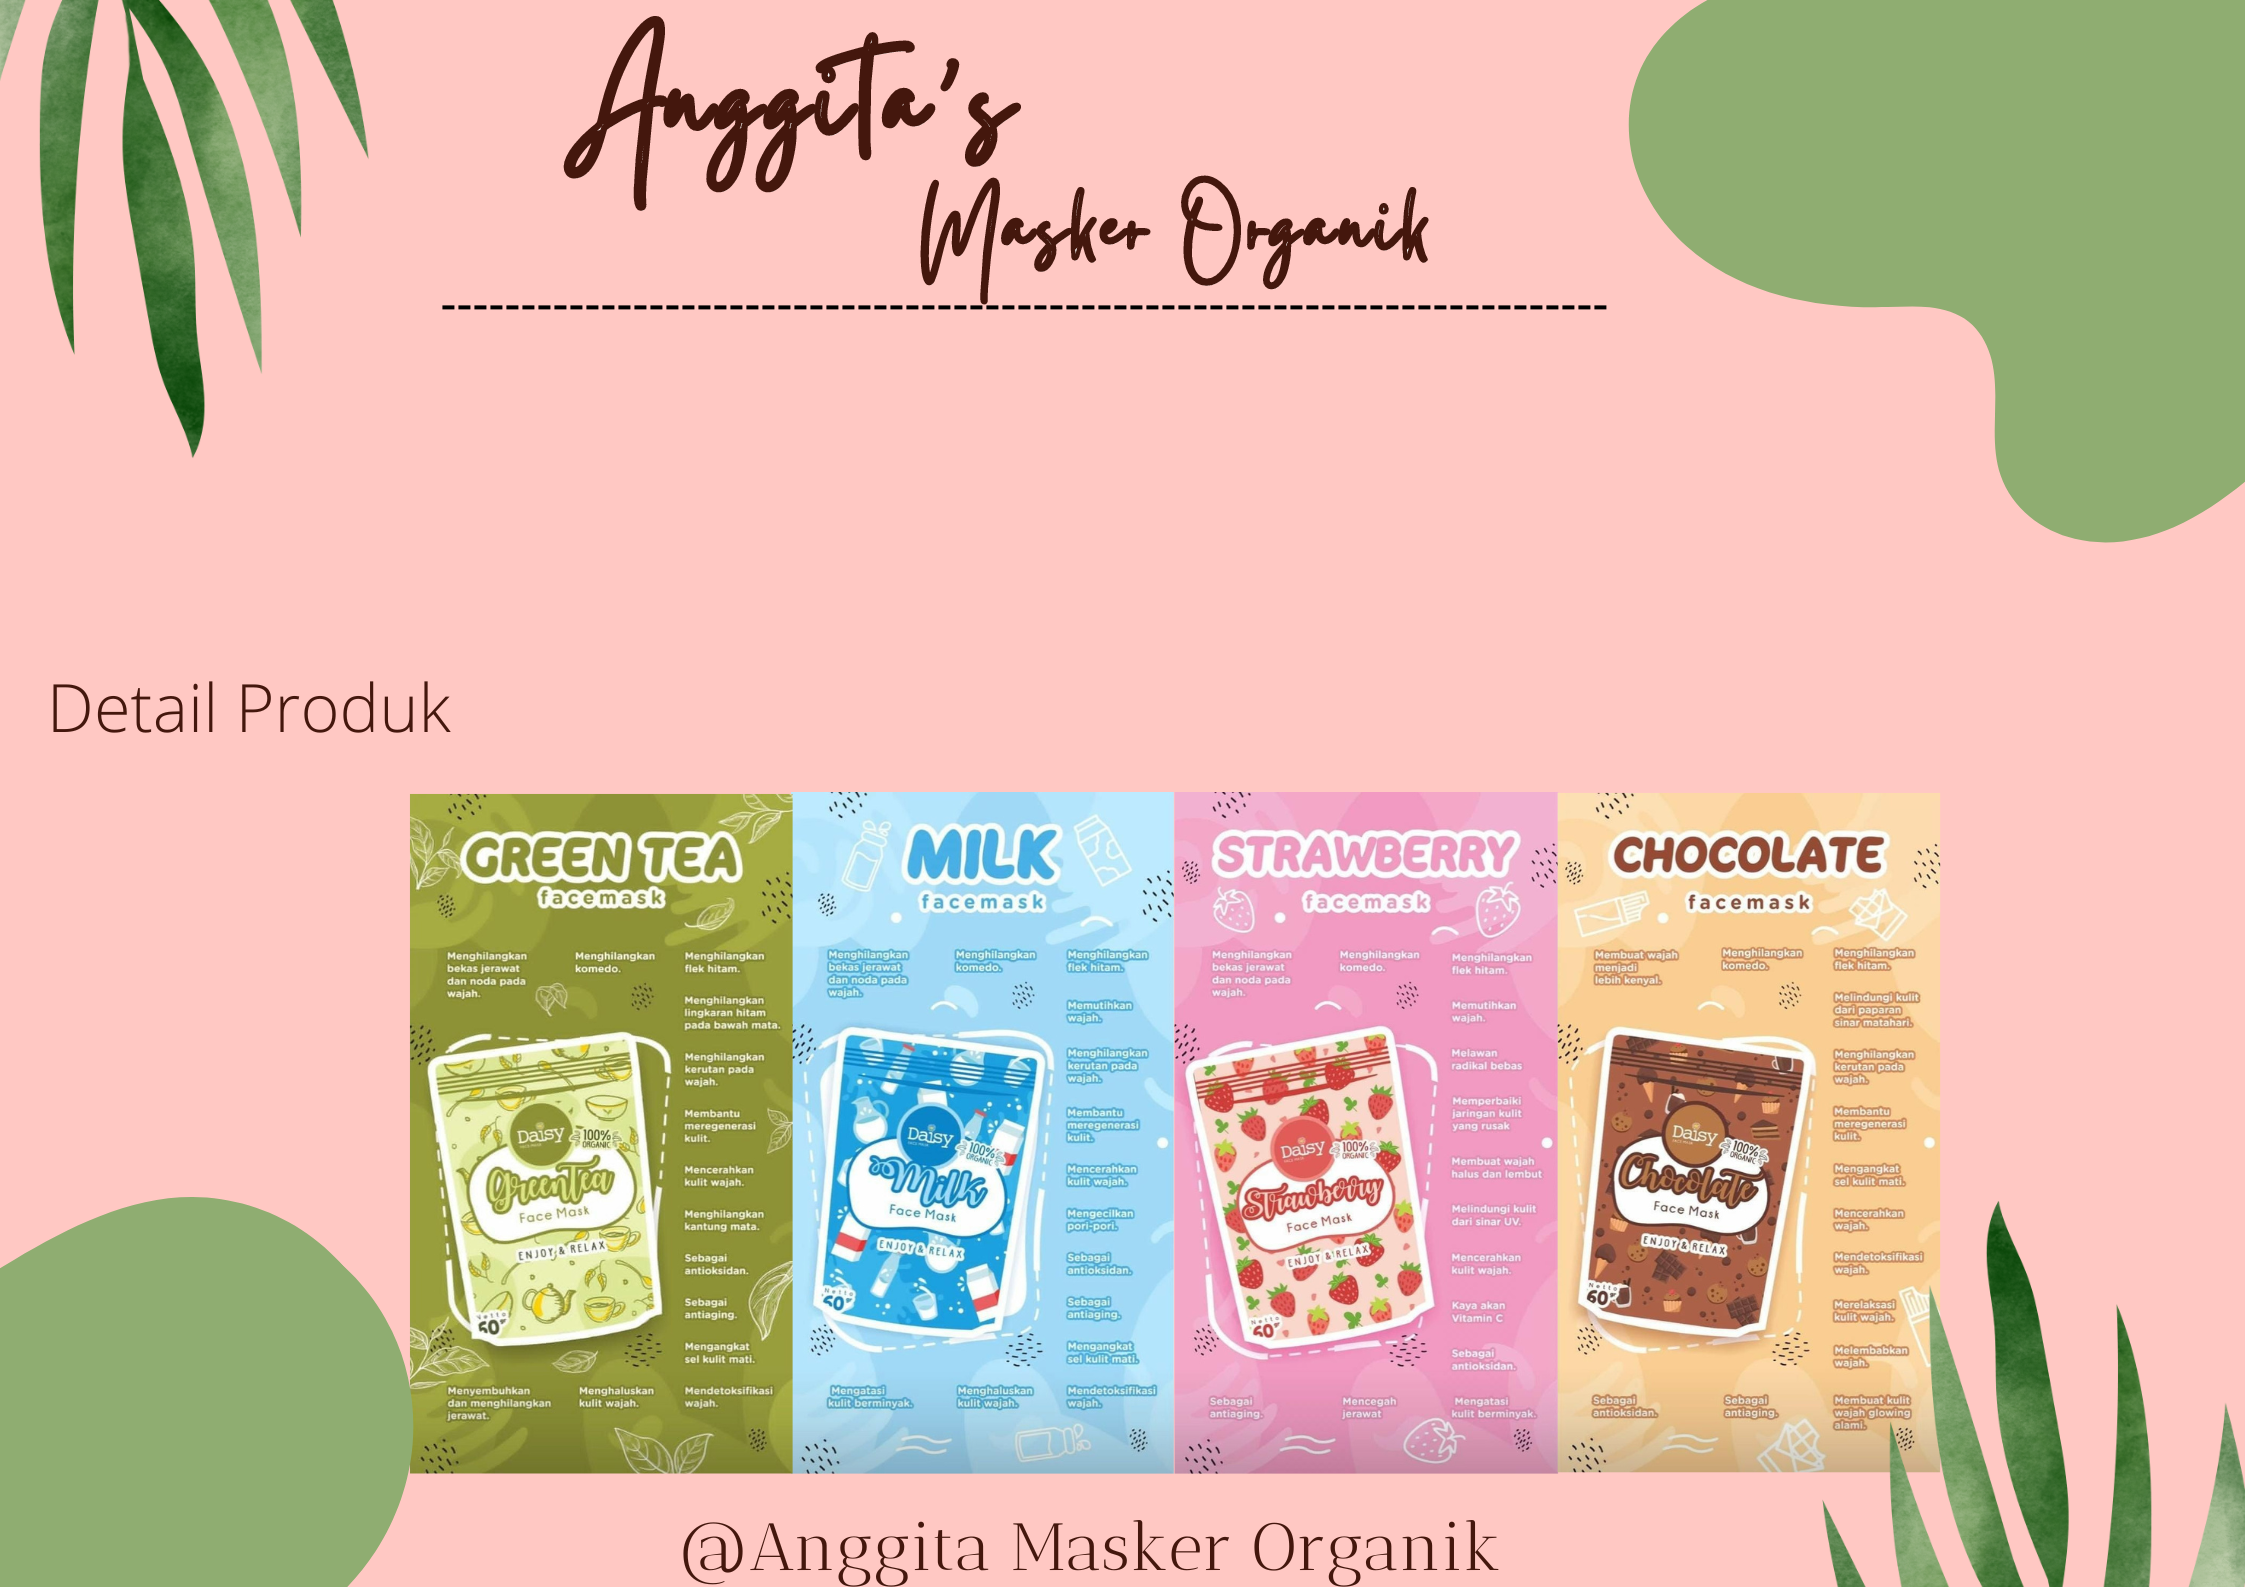 Anggita's
Masker Organik
Detail Produk
GREEN TEA
facemask
Menghilangkan
bekas jerawat
dan noda pada
wajah.
Menghilangkan
komedo.
Menghilangkan
flek hitam.
Menghilangkan
lingkaran hitam
pada bawah mata.
Menghilangkan
kerutan pada
wajah.
Membantu
meregenerasi
kulit.
Mencerahkan
kulit wajah.
Menghilangkan
kantung mata.
Sebagai
antioksidan.
Sebagai
antiaging.
Mengangkat
sel kulit mati.
Daisy
100%
ORGANIC
GreenTea
Face Mask
ENJOY & RELAX
Netto
60
Menyembuhkan
dan menghilangkan
jerawat.
Menghaluskan
kulit wajah.
Mendetoksifikasi
wajah.
MILK
facemask
Menghilangkan
bekas jerawat
dan noda pada
wajah.
Menghilangkan
komedo.
Menghilangkan
flek hitam.
Memutihkan
wajah.
Menghilangkan
kerutan pada
wajah.
Membantu
meregenerasi
kulit.
Mencerahkan
kulit wajah.
Mengecilkan
pori-pori.
Sebagai
antioksidan.
Sebagai
antiaging.
Mengangkat
sel kulit mati.
Daisy
100%
ORGANIC
Milk
Face Mask
ENJOY & RELAX
Netto
60
Mengatasi
kulit berminyak.
Menghaluskan
kulit wajah.
Mendetoksifikasi
wajah.
STRAWBERRY
facemask
Menghilangkan
bekas jerawat
dan noda pada
wajah.
Menghilangkan
komedo.
Menghilangkan
flek hitam.
Memutihkan
wajah.
Melawan
radikal bebas
Memperbaiki
jaringan kulit
yang rusak
Membuat wajah
halus dan lembut
Melindungi kulit
dari sinar UV.
Mencerahkan
kulit wajah.
Kaya akan
Vitamin C
Sebagai
antioksidan.
Daisy
100%
ORGANIC
Strawberry
Face Mask
ENJOY & RELAX
Netto
60
Sebagai
antiaging.
Mencegah
jerawat
Mengatasi
kulit berminyak.
CHOCOLATE
facemask
Membuat wajah
menjadi
lebih kenyal.
Menghilangkan
komedo.
Menghilangkan
flek hitam.
Melindungi kulit
dari paparan
sinar matahari.
Menghilangkan
kerutan pada
wajah.
Membantu
meregenerasi
kulit.
Mengangkat
sel kulit mati.
Mencerahkan
wajah.
Mendetoksifikasi
wajah.
Merelaksasi
kulit wajah.
Melembabkan
wajah.
Daisy
100%
ORGANIC
Chocolate
Face Mask
ENJOY & RELAX
Netto
60
Sebagai
antioksidan.
Sebagai
antiaging.
Membuat kulit
wajah glowing
alami.
@Anggita Masker Organik